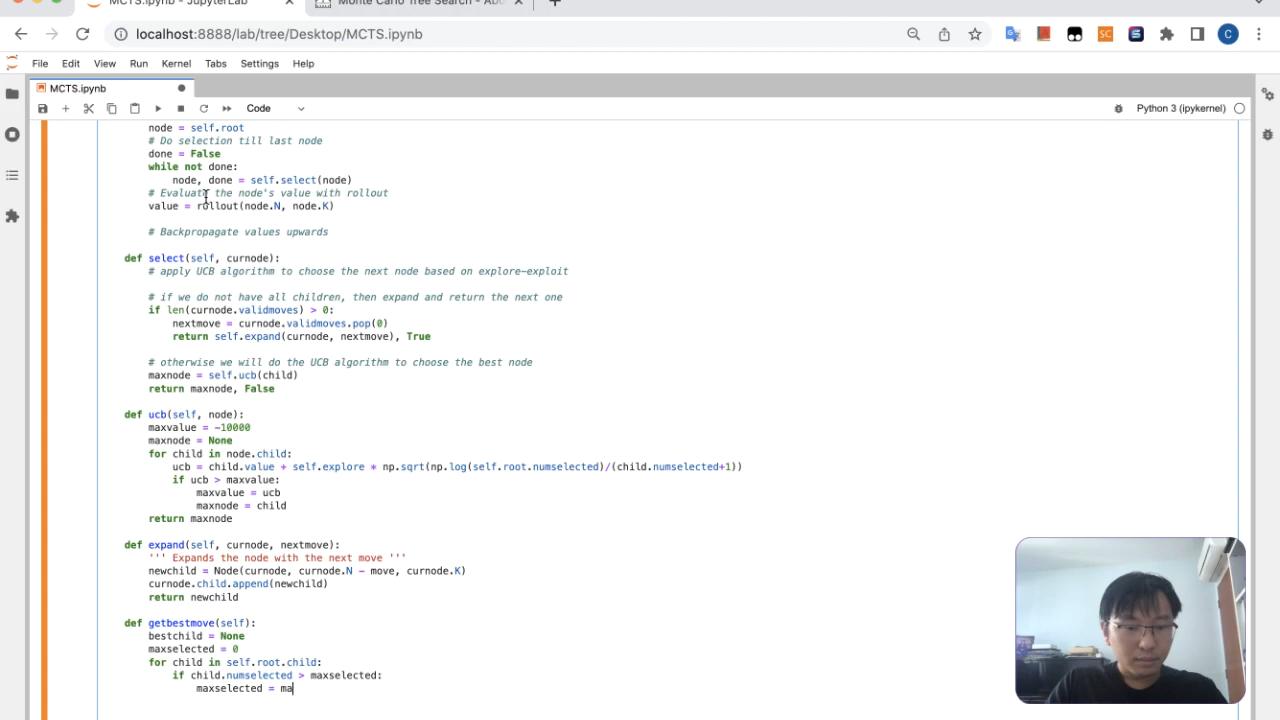 MCTS.ipynb - JupyterLab
Monte Carlo Tree Search - Abo
localhost:8888/lab/tree/Desktop/MCTS.ipynb
C
File Edit View Run Kernel Tabs Settings Help
MCTS.ipynb
Code
Python 3 (ipykernel)
node = self.root
# Do selection till last node
done = False
while not done:
node, done = self.select(node)
# Evaluate the node's value with rollout
value = rollout(node.N, node.K)
# Backpropagate values upwards
def select(self, curnode):
# apply UCB algorithm to choose the next node based on explore-exploit
# if we do not have all children, then expand and return the next one
if len(curnode.validmoves) > 0:
nextmove = curnode.validmoves.pop(0)
return self.expand(curnode, nextmove), True
# otherwise we will do the UCB algorithm to choose the best node
maxnode = self.ucb(child)
return maxnode, False
def ucb(self, node):
maxvalue = -10000
maxnode = None
for child in node.child:
ucb = child.value + self.explore * np.sqrt(np.log(self.root.numselected)/(child.numselected+1))
if ucb > maxvalue:
maxvalue = ucb
maxnode = child
return maxnode
def expand(self, curnode, nextmove):
''' Expands the node with the next move '''
newchild = Node(curnode, curnode.N - move, curnode.K)
curnode.child.append(newchild)
return newchild
def getbestmove(self):
bestchild = None
maxselected = 0
for child in self.root.child:
if child.numselected > maxselected:
maxselected = ma